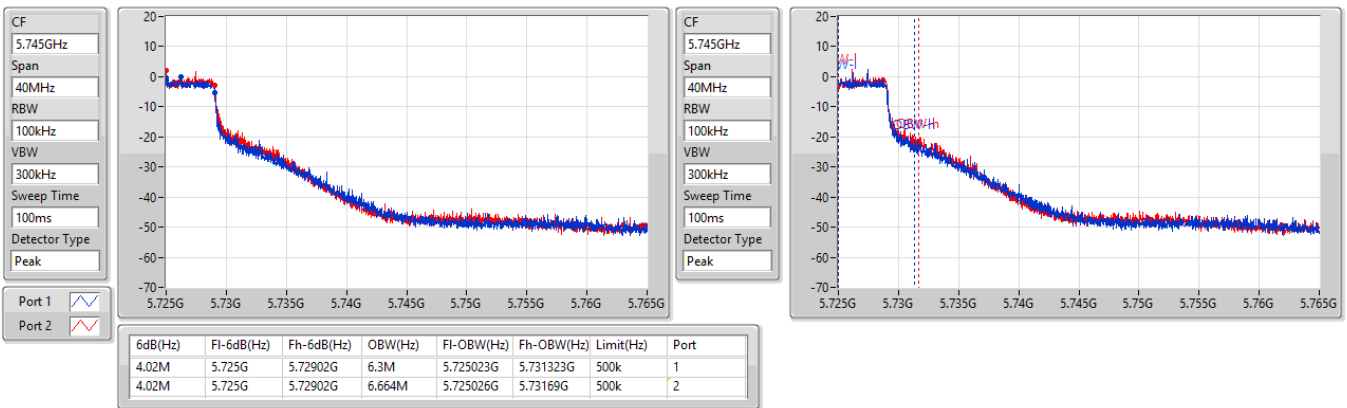 CF
5.745GHz
Span
40MHz
RBW
100kHz
VBW
300kHz
Sweep Time
100ms
Detector Type
Peak
Port 1
Port 2
20
10
0
-10
-20
-30
-40
-50
-60
-70
5.725G 5.73G 5.735G 5.74G 5.745G 5.75G 5.755G 5.76G 5.765G
CF
5.745GHz
Span
40MHz
RBW
100kHz
VBW
300kHz
Sweep Time
100ms
Detector Type
Peak
20
10
0
-10
-20
-30
-40
-50
-60
-70
OBW-h
5.725G 5.73G 5.735G 5.74G 5.745G 5.75G 5.755G 5.76G 5.765G
6dB(Hz) Fl-6dB(Hz) Fh-6dB(Hz) OBW(Hz) Fl-OBW(Hz) Fh-OBW(Hz) Limit(Hz) Port
4.02M 5.725G 5.72902G 6.3M 5.725023G 5.731323G 500k 1
4.02M 5.725G 5.72902G 6.664M 5.725026G 5.73169G 500k 2